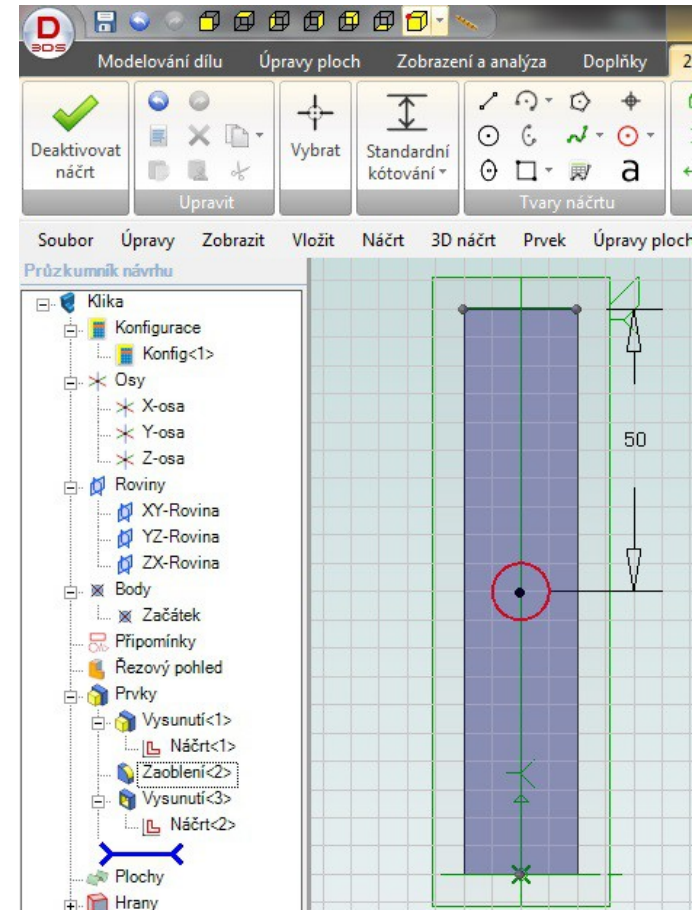 D
3DS
Modelování dílu Úpravy ploch Zobrazení a analýza Doplňky 2
Deaktivovat náčrt
Vybrat
Standardní kótování
a
Upravit
Tvary náčrtu
Soubor Úpravy Zobrazit Vložit Náčrt 3D náčrt Prvek Úpravy ploch
Průzkumník návrhu
Klika
Konfigurace
Konfig<1>
Osy
X-osa
Y-osa
Z-osa
Roviny
XY-Rovina
YZ-Rovina
ZX-Rovina
Body
Začátek
Připomínky
Řezový pohled
Prvky
Vysunutí<1>
Náčrt<1>
Zaoblení<2>
Vysunutí<3>
Náčrt<2>
Plochy
Hrany
50